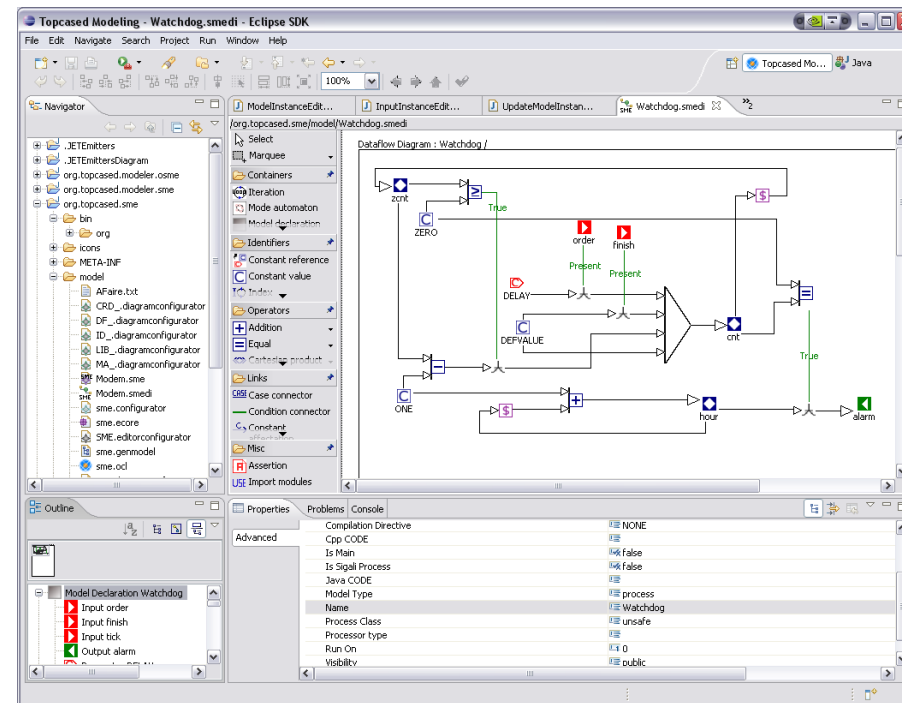 Topcased Modeling - Watchdog.smedi - Eclipse SDK
File Edit Navigate Search Project Run Window Help
100%
Topcased Mo... Java
Navigator
ModelInstanceEdit... InputInstanceEdit... UpdateModelInstan... Watchdog.smedi 2
/org.topcased.sme/model/Watchdog.smedi
.JETEmitters
.JETEmittersDiagram
org.topcased.modeler.osme
org.topcased.modeler.sme
org.topcased.sme
bin
org
icons
META-INF
model
AFaire.txt
CRD_.diagramconfigurator
DF_.diagramconfigurator
ID_.diagramconfigurator
LIB_.diagramconfigurator
MA_.diagramconfigurator
Modem.sme
Modem.smedi
sme.configurator
sme.ecore
SME.editorconfigurator
sme.genmodel
sme.ocl
Select
Marquee
Containers
Iteration
Mode automaton
Model declaration
Identifiers
Constant reference
Constant value
Index
Operators
Addition
Equal
Cartesian product
Links
Case connector
Condition connector
Constant
Misc
Assertion
Import modules
Dataflow Diagram : Watchdog /
zcnt
≥
True
C
ZERO
order
finish
$
Present
Present
DELAY
=
C
DEFVALUE
cnt
True
−
C
ONE
$
+
hour
alarm
Outline
Model Declaration Watchdog
Input order
Input finish
Input tick
Output alarm
Properties Problems Console
Advanced
Compilation Directive NONE
Cpp CODE
Is Main false
Is Sigali Process false
Java CODE
Model Type process
Name Watchdog
Process Class unsafe
Processor type
Run On 0
Visibility public